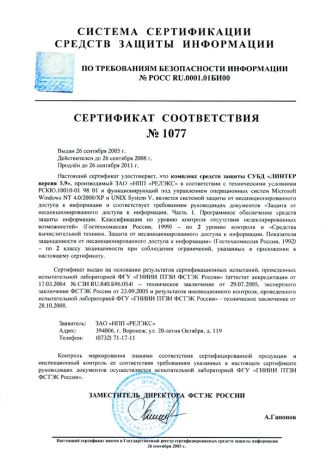 СИСТЕМА СЕРТИФИКАЦИИ
СРЕДСТВ ЗАЩИТЫ ИНФОРМАЦИИ
ПО ТРЕБОВАНИЯМ БЕЗОПАСНОСТИ ИНФОРМАЦИИ
№ РОСС RU.0001.01БИ00
СЕРТИФИКАТ СООТВЕТСТВИЯ
№ 1077
Выдан 26 сентября 2005 г.
Действителен до 26 сентября 2008 г.
Продлён до 26 сентября 2011 г.
Настоящий сертификат удостоверяет, что комплекс средств защиты СУБД «ЛИНТЕР
версия 5.9», производимый ЗАО «НПП «РЕЛЭКС» в соответствии с техническими условиями
РСКЮ.10010-01 98 01 и функционирующий под управлением операционных систем Microsoft
Windows NT 4.0/2000/XP и UNIX System V, является системой защиты от несанкционированного
доступа к информации и соответствует требованиям руководящих документов «Защита от
несанкционированного доступа к информации. Часть 1. Программное обеспечение средств
защиты информации. Классификация по уровню контроля отсутствия недекларированных
возможностей» (Гостехкомиссия России, 1999) – по 2 уровню контроля и «Средства
вычислительной техники. Защита от несанкционированного доступа к информации. Показатели
защищенности от несанкционированного доступа к информации» (Гостехкомиссия России, 1992)
– по 2 классу защищенности при соблюдении ограничений, указанных в приложении к
настоящему сертификату.
Сертификат выдан на основании результатов сертификационных испытаний, проведенных
испытательной лабораторией ФГУ «ГНИИИ ПТЗИ ФСТЭК России» (аттестат аккредитации от
17.03.2004 № СЗИ RU.840.Б96.054) – техническое заключение от 29.07.2005, экспертного
заключения ФСТЭК России от 23.09.2005 и результатов инспекционного контроля, проведенного
испытательной лабораторией ФГУ «ГНИИИ ПТЗИ ФСТЭК России» - техническое заключение от
28.10.2008.
Заявитель: ЗАО «НПП «РЕЛЭКС»
Адрес: 394006, г. Воронеж, ул. 20-летия Октября, д. 119
Телефон: (0732) 71-17-11
Контроль маркирования знаками соответствия сертифицированной продукции и
инспекционный контроль ее соответствия требованиям указанных в настоящем сертификате
руководящих документов осуществляется испытательной лабораторией ФГУ «ГНИИИ ПТЗИ
ФСТЭК России».
ЗАМЕСТИТЕЛЬ ДИРЕКТОРА ФСТЭК РОССИИ
А.Гапонов
Настоящий сертификат внесен в Государственный реестр сертифицированных средств защиты информации
26 сентября 2005 г.